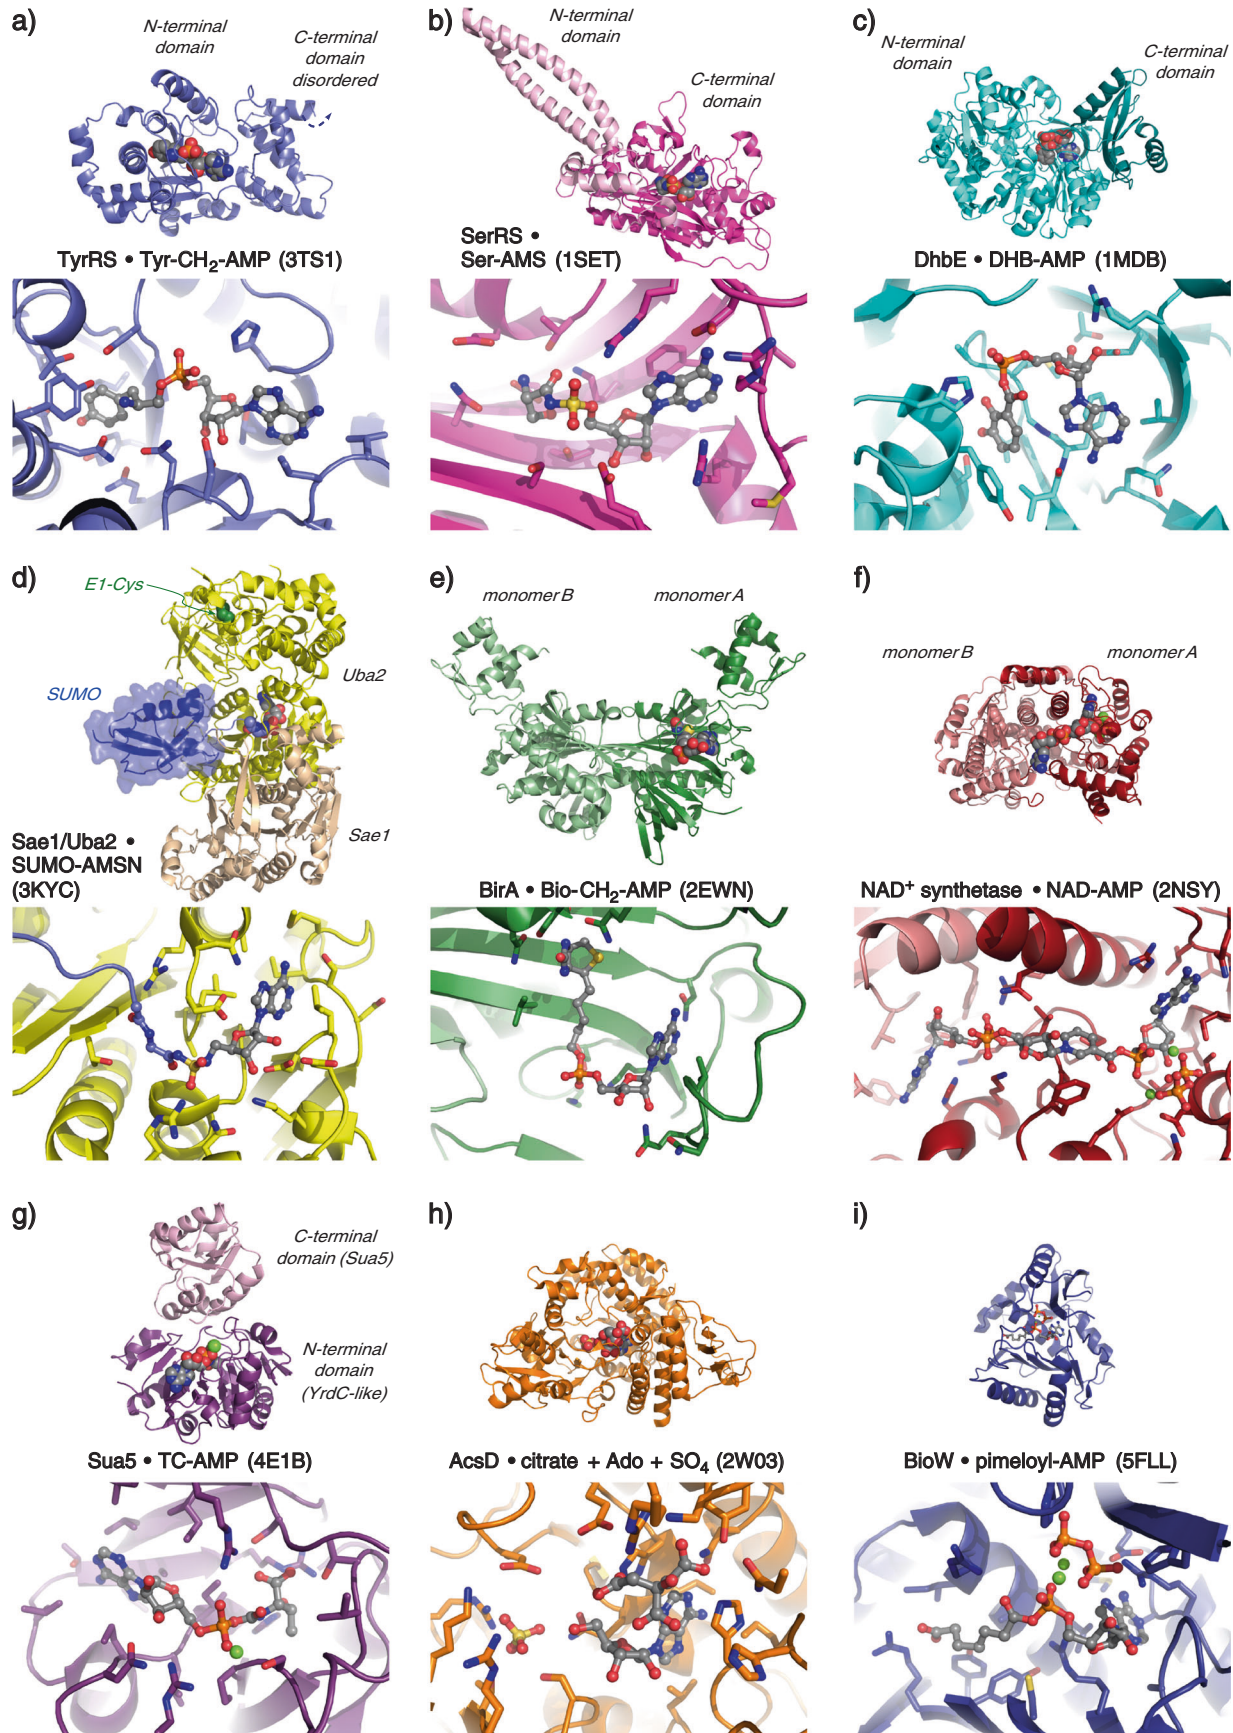 a)
N-terminal
domain
C-terminal
domain
disordered
TyrRS • Tyr-CH₂-AMP (3TS1)
b)
N-terminal
domain
C-terminal
domain
SerRS •
Ser-AMS (1SET)
c)
N-terminal
domain
C-terminal
domain
DhbE • DHB-AMP (1MDB)
d)
E1-Cys
Uba2
SUMO
Sae1
Sae1/Uba2 •
SUMO-AMSN
(3KYC)
e)
monomer B
monomer A
BirA • Bio-CH₂-AMP (2EWN)
f)
monomer B
monomer A
NAD⁺ synthetase • NAD-AMP (2NSY)
g)
C-terminal
domain (Sua5)
N-terminal
domain
(YrdC-like)
Sua5 • TC-AMP (4E1B)
h)
AcsD • citrate + Ado + SO₄ (2W03)
i)
BioW • pimeloyl-AMP (5FLL)